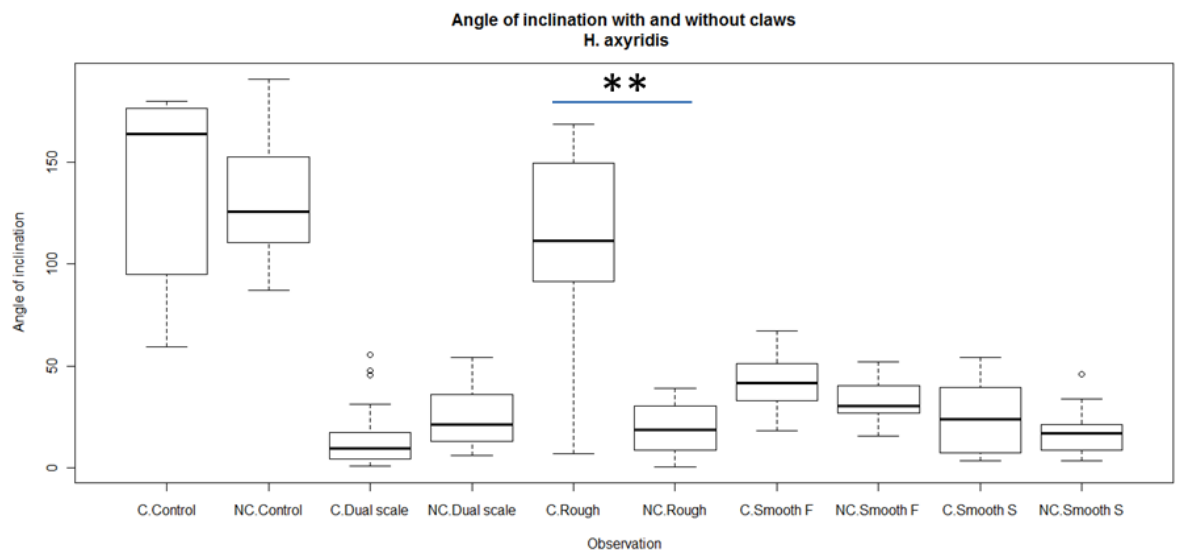 Angle of inclination with and without claws
H. axyridis
**
Angle of inclination
150
100
50
0
C.Control NC.Control C.Dual scale NC.Dual scale C.Rough NC.Rough C.Smooth F NC.Smooth F C.Smooth S NC.Smooth S
Observation